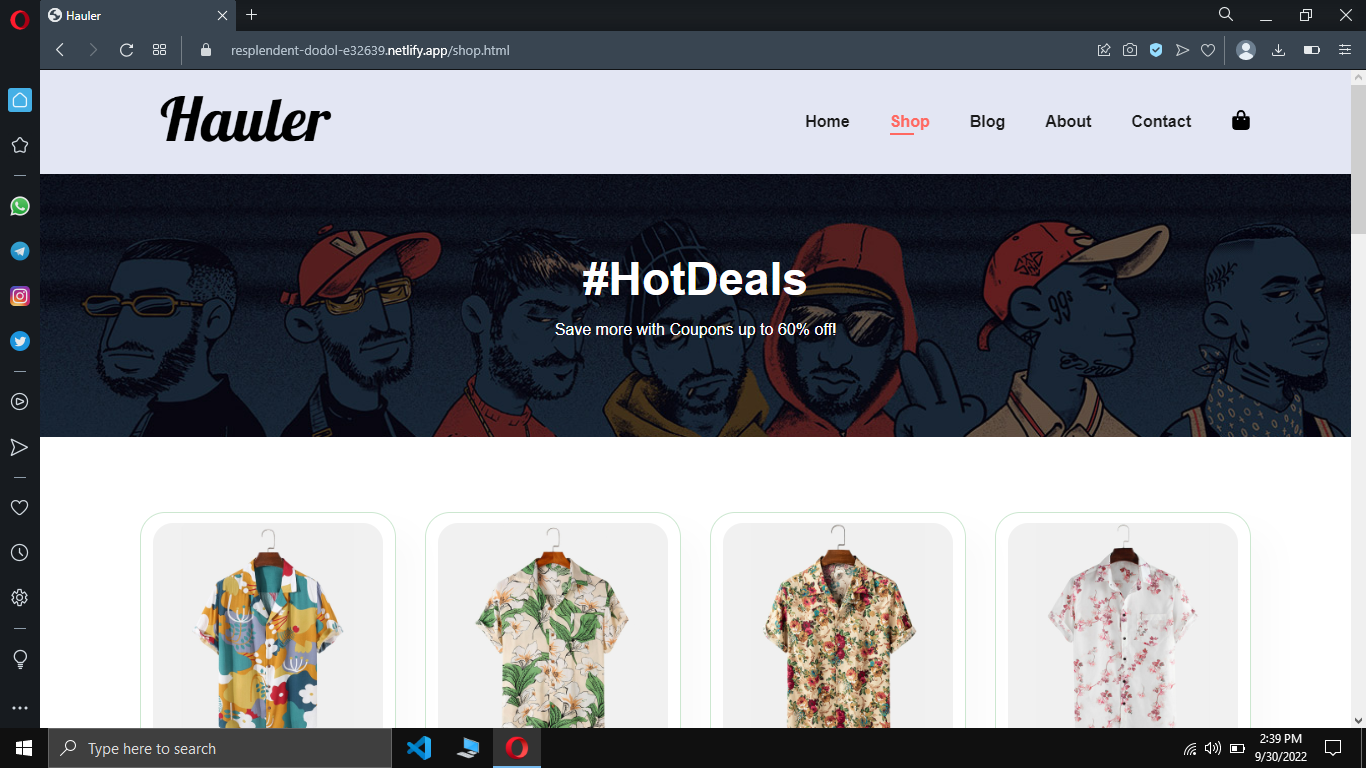 Hauler
resplendent-dodol-e32639.netlify.app/shop.html
Hauler
Home Shop Blog About Contact
#HotDeals
Save more with Coupons up to 60% off!
Type here to search
2:39 PM
9/30/2022